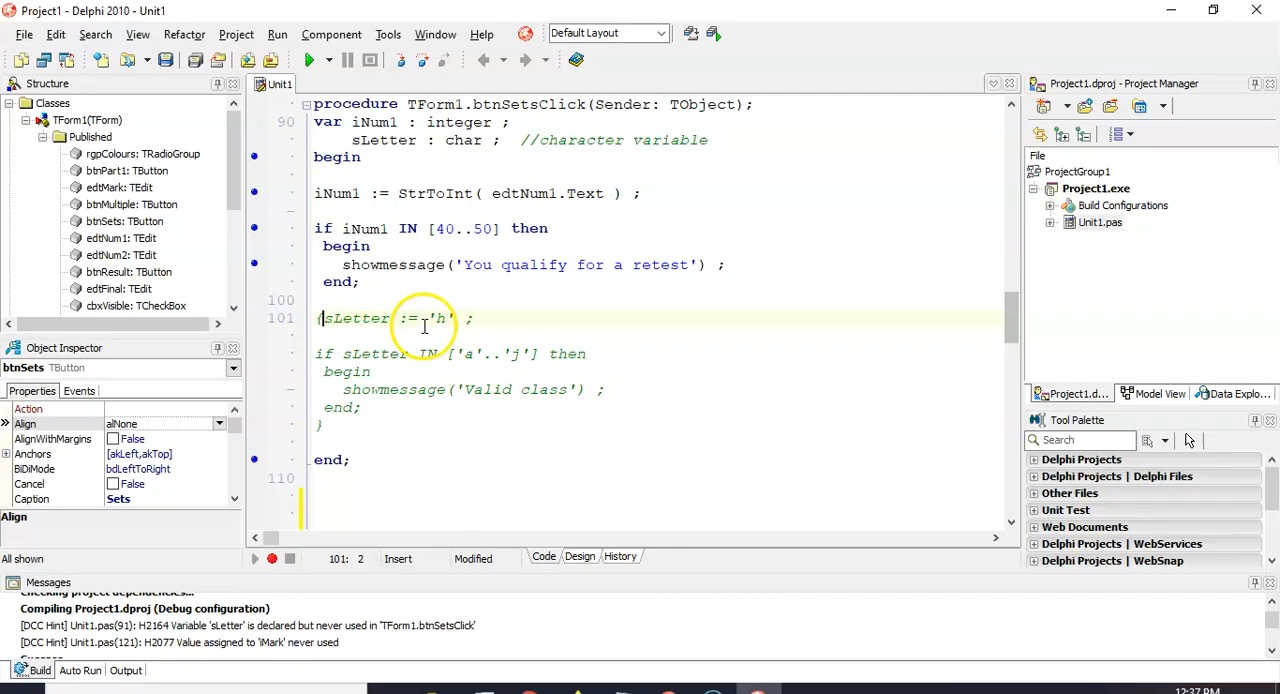 Project1 - Delphi 2010 - Unit1
File Edit Search View Refactor Project Run Component Tools Window Help Default Layout
Structure
Classes
TForm1(TForm)
Published
rgpColours: TRadioGroup
btnPart1: TButton
edtMark: TEdit
btnMultiple: TButton
btnSets: TButton
edtNum1: TEdit
edtNum2: TEdit
btnResult: TButton
edtFinal: TEdit
cbxVisible: TCheckBox
Object Inspector
btnSets TButton
Properties Events
Action
Align alNone
AlignWithMargins False
Anchors [akLeft,akTop]
BiDiMode bdLeftToRight
Cancel False
Caption Sets
Align
All shown
Unit1
procedure TForm1.btnSetsClick(Sender: TObject);
90 var iNum1 : integer ;
sLetter : char ; //character variable
begin
iNum1 := StrToInt( edtNum1.Text ) ;
if iNum1 IN [40..50] then
begin
showmessage('You qualify for a retest') ;
end;
100
101 {sLetter := 'h' ;
if sLetter IN ['a'..'j'] then
begin
showmessage('Valid class') ;
end;
}
end;
110
101: 2 Insert Modified Code Design History
Project1.dproj - Project Manager
File
ProjectGroup1
Project1.exe
Build Configurations
Unit1.pas
Project1.d... Model View Data Explo...
Tool Palette
Search
Delphi Projects
Delphi Projects | Delphi Files
Other Files
Unit Test
Web Documents
Delphi Projects | WebServices
Delphi Projects | WebSnap
Messages
Checking project dependencies...
Compiling Project1.dproj (Debug configuration)
[DCC Hint] Unit1.pas(91): H2164 Variable 'sLetter' is declared but never used in 'TForm1.btnSetsClick'
[DCC Hint] Unit1.pas(121): H2077 Value assigned to 'iMark' never used
Build Auto Run Output
12:37 PM